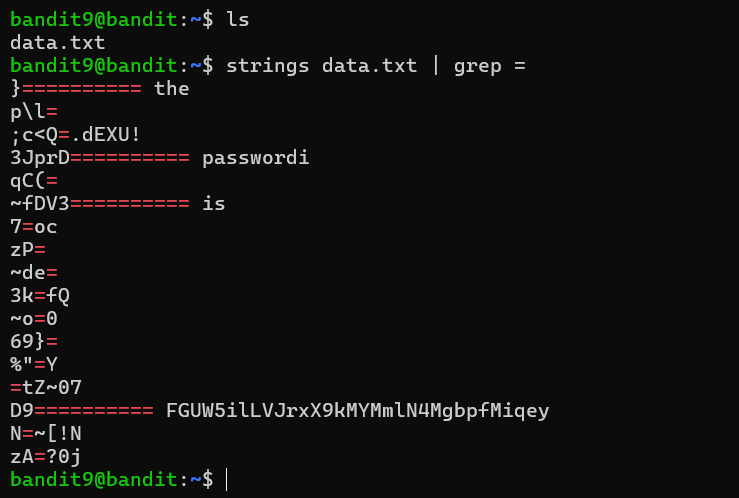 bandit9@bandit:~$ ls
data.txt
bandit9@bandit:~$ strings data.txt | grep =
}========== the
p\l=
;c<Q=.dEXU!
3JprD========== passwordi
qC(=
~fDV3========== is
7=oc
zP=
~de=
3k=fQ
~o=0
69}=
%"=Y
=tZ~07
D9========== FGUW5ilLVJrxX9kMYMmlN4MgbpfMiqey
N=~[!N
zA=?0j
bandit9@bandit:~$